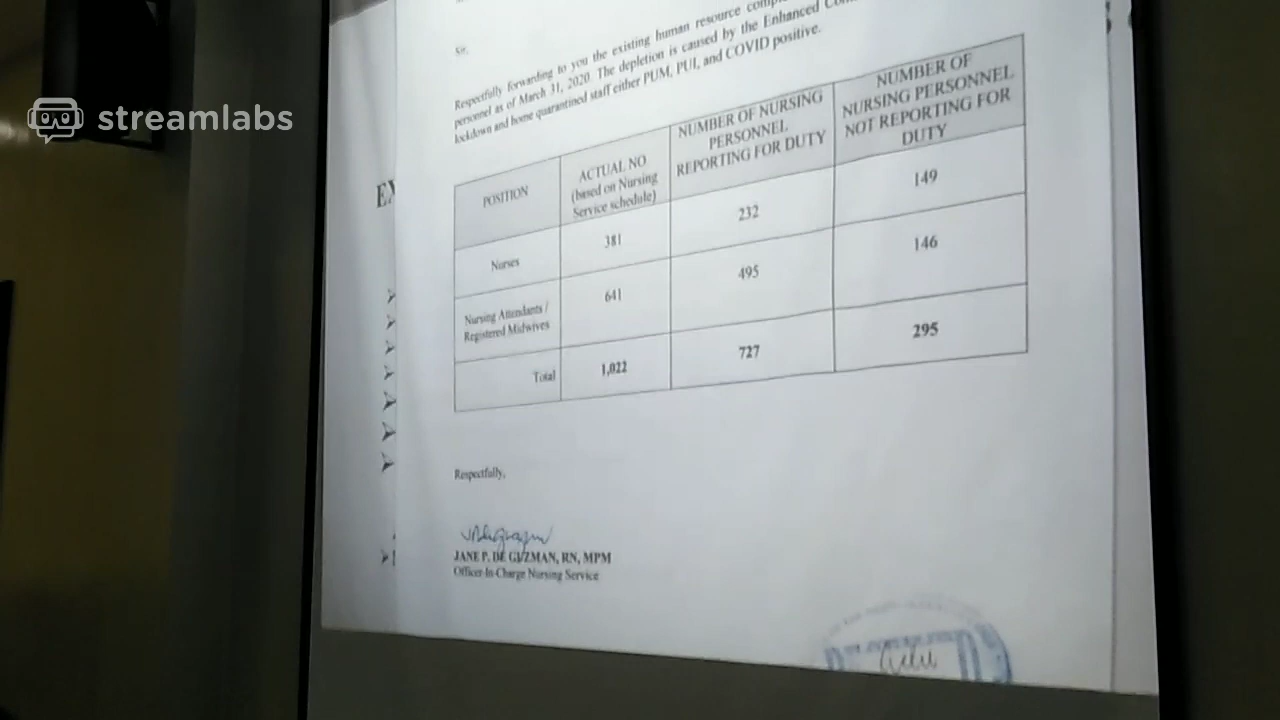 streamlabs
Sir,
Respectfully forwarding to you the existing human resource
personnel as of March 31, 2020. The depletion is caused by the Enhanced
lockdown and home quarantined staff either PUM, PUI, and COVID positive.
POSITION
ACTUAL NO
(based on Nursing
Service schedule)
NUMBER OF NURSING
PERSONNEL
REPORTING FOR DUTY
NUMBER OF
NURSING PERSONNEL
NOT REPORTING FOR
DUTY
Nurses
381
232
149
Nursing Attendants /
Registered Midwives
641
495
146
Total
1,022
727
295
Respectfully,
JANE P. DE GUZMAN, RN, MPM
Officer-In-Charge Nursing Service